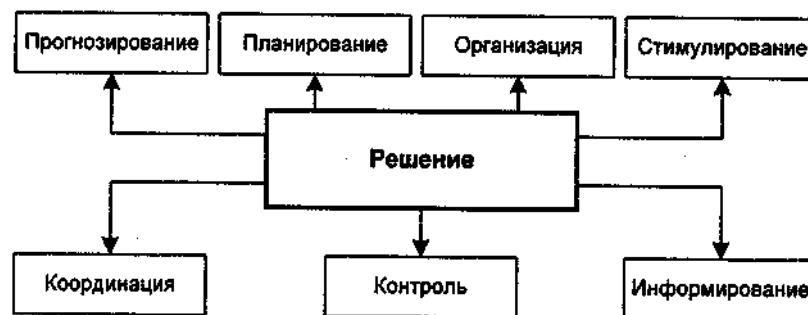 Прогнозирование
Планирование
Организация
Стимулирование
Решение
Координация
Контроль
Информирование